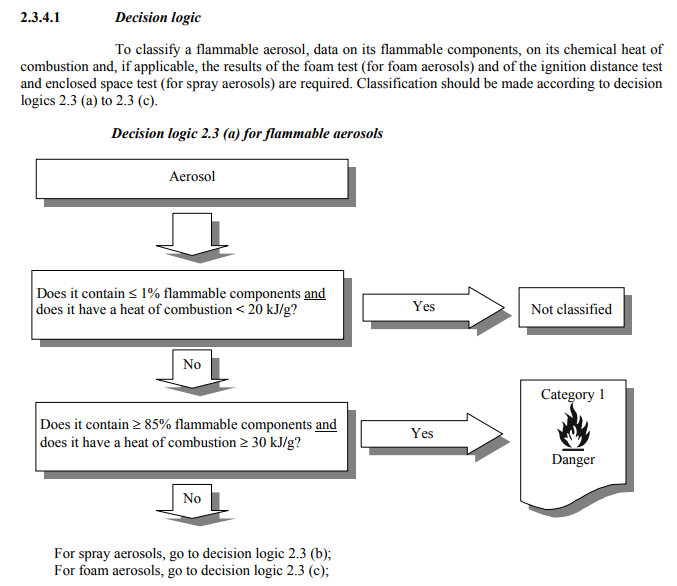 2.3.4.1 Decision logic
To classify a flammable aerosol, data on its flammable components, on its chemical heat of
combustion and, if applicable, the results of the foam test (for foam aerosols) and of the ignition distance test
and enclosed space test (for spray aerosols) are required. Classification should be made according to decision
logics 2.3 (a) to 2.3 (c).
Decision logic 2.3 (a) for flammable aerosols
Aerosol
Does it contain ≤ 1% flammable components and
does it have a heat of combustion < 20 kJ/g?
Yes
Not classified
No
Does it contain ≥ 85% flammable components and
does it have a heat of combustion ≥ 30 kJ/g?
Yes
Category 1
Danger
No
For spray aerosols, go to decision logic 2.3 (b);
For foam aerosols, go to decision logic 2.3 (c);